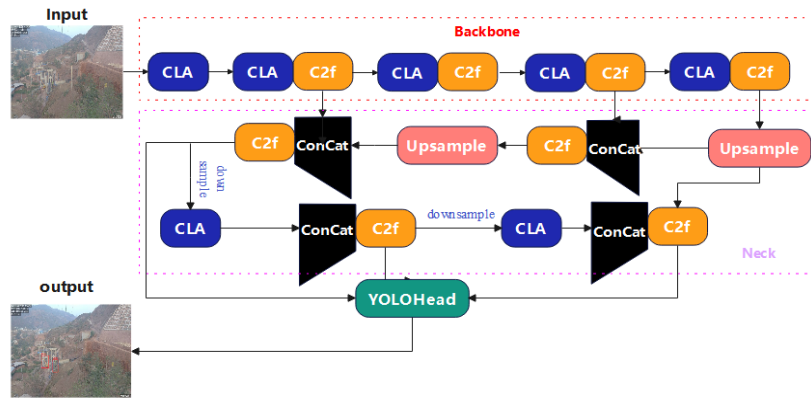 Input
Backbone
CLA
CLA
C2f
CLA
C2f
CLA
C2f
CLA
C2f
C2f
ConCat
Upsample
C2f
ConCat
Upsample
down
sample
CLA
ConCat
C2f
downsample
CLA
ConCat
C2f
Neck
output
YOLOHead